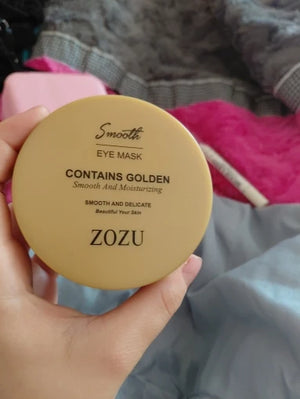 Smooth
EYE MASK
CONTAINS GOLDEN
Smooth And Moisturizing
SMOOTH AND DELICATE
Beautiful Your Skin
ZOZU